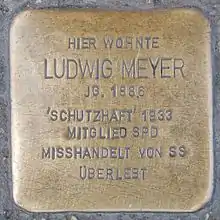 HIER WOHNTE
LUDWIG MEYER
JG. 1886
'SCHUTZHAFT' 1933
MITGLIED SPD
MISSHANDELT VON SS
ÜBERLEBT